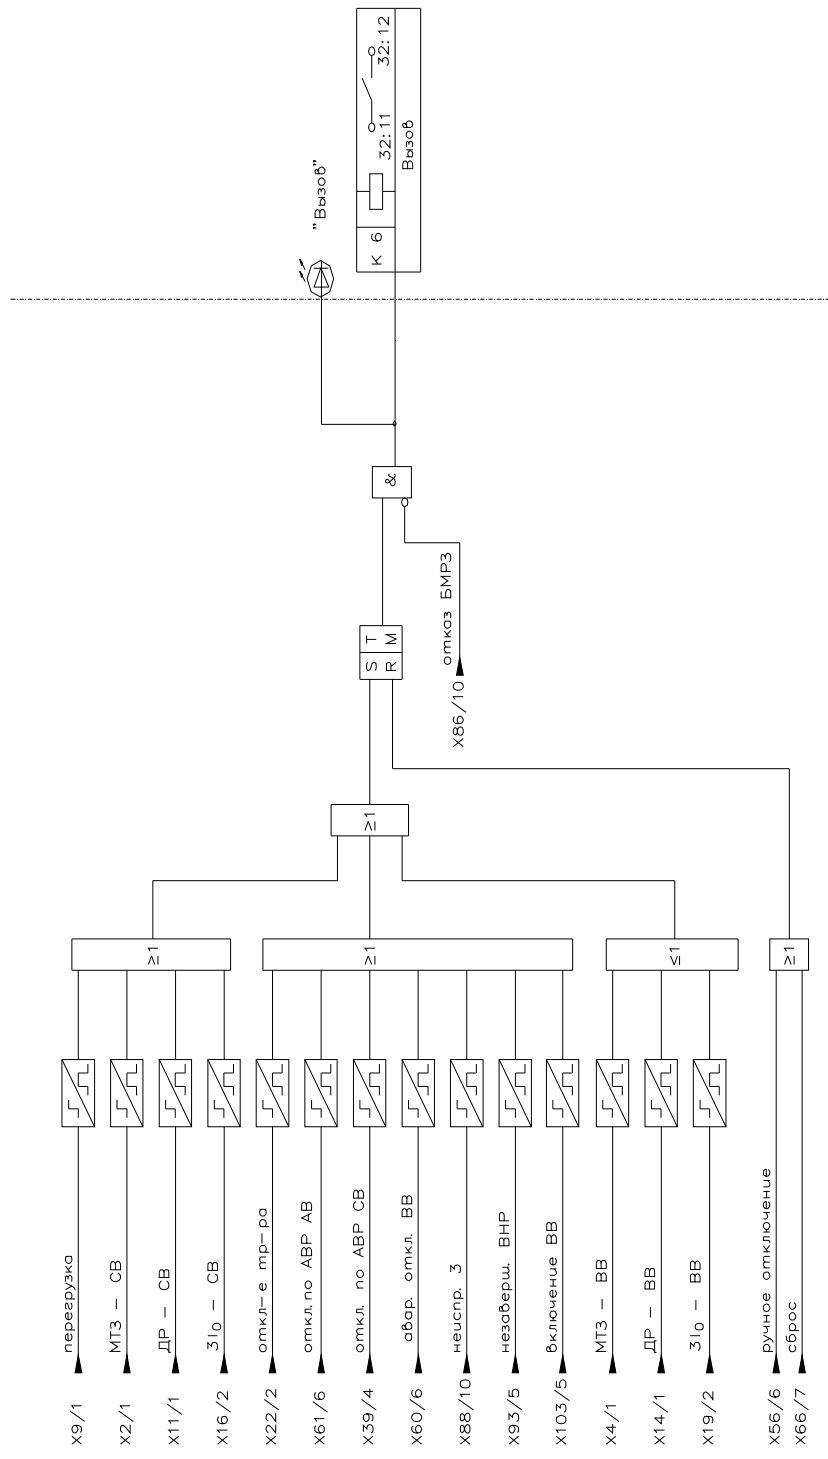 32:12
32:11
Вызов
"Вызов"
К 6
&
T
M
S
R
отказ БМРЗ
X86/10
≥1
≥1
≥1
≤1
≥1
перегрузка
X9/1
МТЗ – СВ
X2/1
ДР – СВ
X11/1
3I0 – СВ
X16/2
откл–е тр–ра
X22/2
откл.по АВР АВ
X61/6
откл. по АВР СВ
X39/4
авар. откл. ВВ
X60/6
неиспр. 3
X88/10
незаверш. ВНР
X93/5
включение ВВ
X103/5
МТЗ – ВВ
X4/1
ДР – ВВ
X14/1
3I0 – ВВ
X19/2
ручное отключение
X56/6
сброс
X66/7